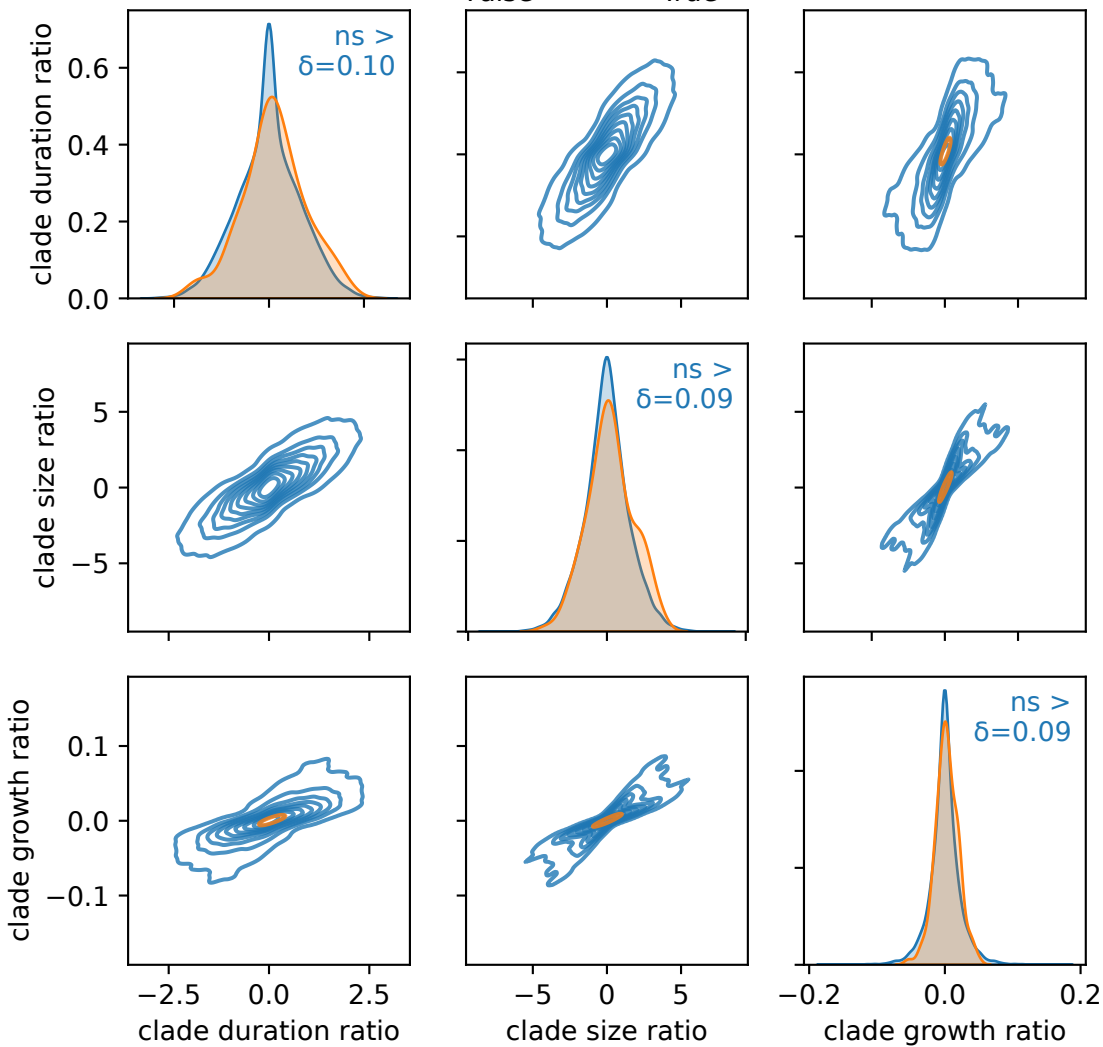 clade duration ratio
0.6
0.4
0.2
0.0
ns >
δ=0.10
clade size ratio
5
0
−5
ns >
δ=0.09
clade growth ratio
0.1
0.0
−0.1
ns >
δ=0.09
−2.5 0.0 2.5
−5 0 5
−0.2 0.0 0.2
clade duration ratio
clade size ratio
clade growth ratio